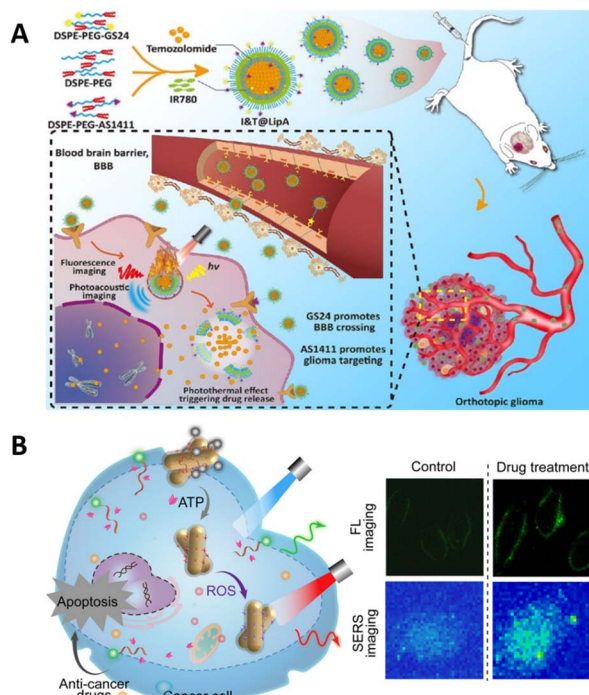 A
DSPE-PEG-GS24
DSPE-PEG
DSPE-PEG-AS1411
Temozolomide
IR780
I&T@LipA
Blood brain barrier,
BBB
Fluorescence
imaging
Photoacoustic
imaging
hv
GS24 promotes
BBB crossing
AS1411 promotes
glioma targeting
Photothermal effect
triggering drug release
Orthotopic glioma
B
ATP
ROS
Apoptosis
Anti-cancer
drugs
Cancer cell
Control
Drug treatment
FL
imaging
SERS
imaging